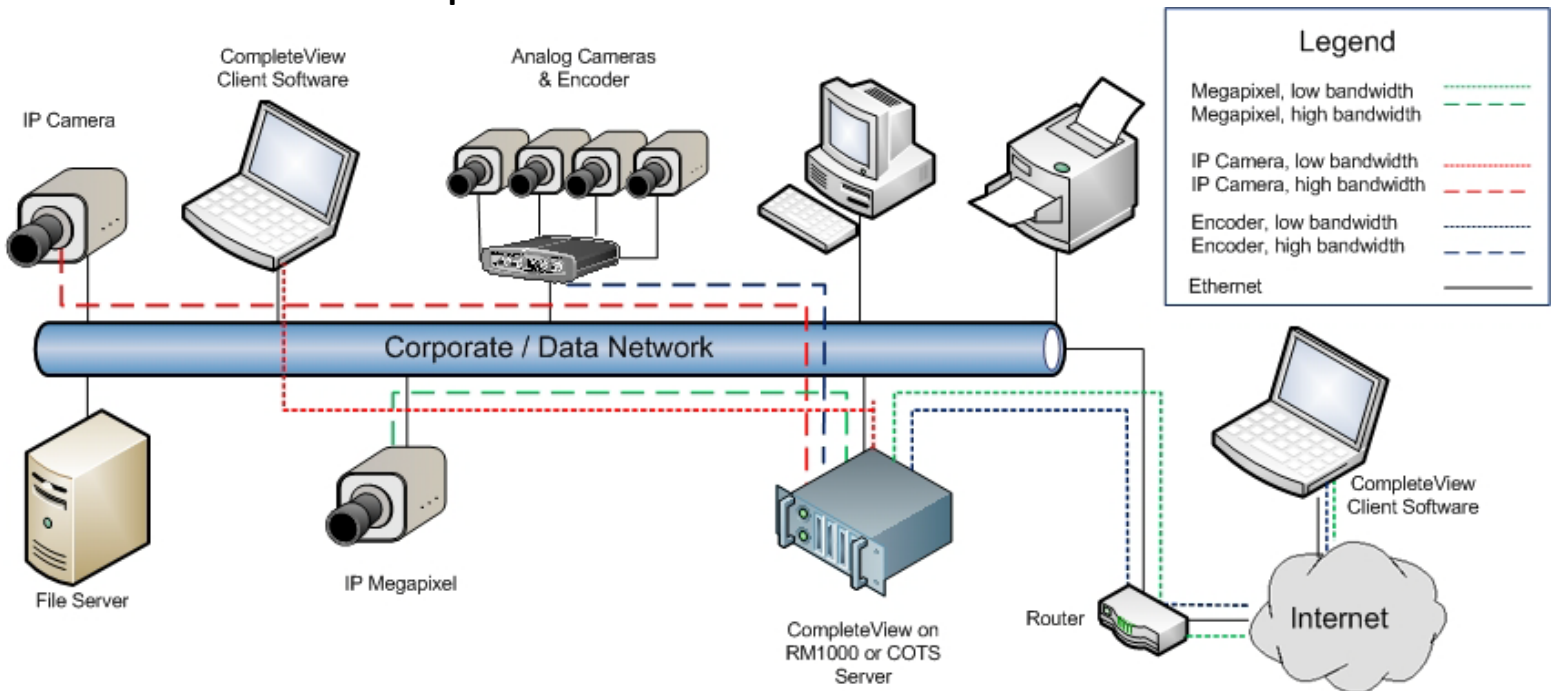 Legend
Megapixel, low bandwidth
Megapixel, high bandwidth
IP Camera, low bandwidth
IP Camera, high bandwidth
Encoder, low bandwidth
Encoder, high bandwidth
Ethernet
IP Camera
CompleteView
Client Software
Analog Cameras
& Encoder
Corporate / Data Network
File Server
IP Megapixel
CompleteView on
RM1000 or COTS
Server
Router
Internet
CompleteView
Client Software